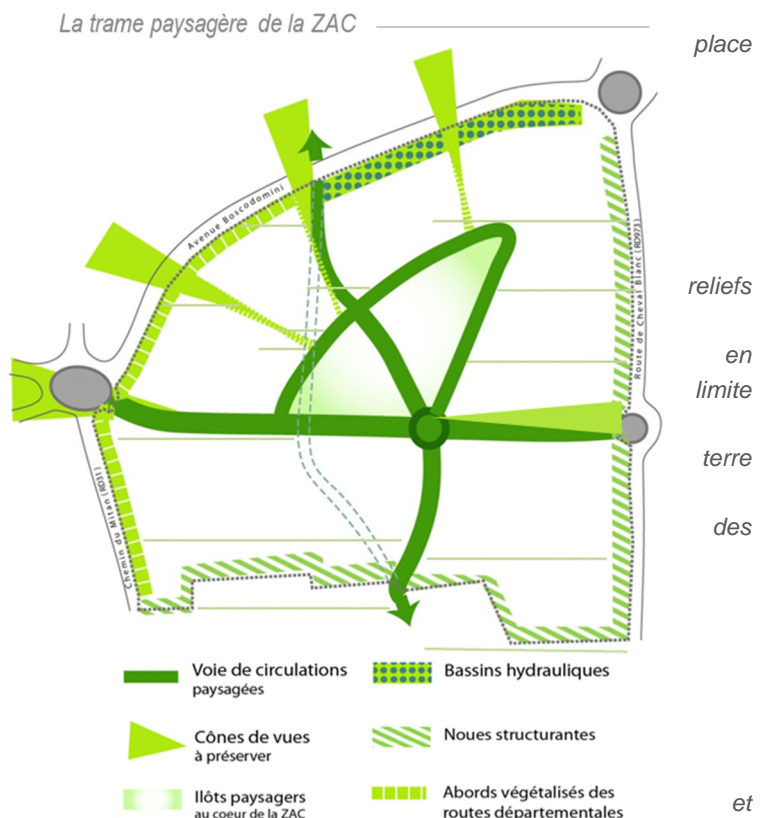 La trame paysagère de la ZAC
place
Avenue Boscodomini
Route de Cheval Blanc (RD973)
reliefs
en
limite
terre
Chemin du Mitan (RD31)
des
Voie de circulations
paysagées
Bassins hydrauliques
Cônes de vues
à préserver
Noues structurantes
Ilôts paysagers
au coeur de la ZAC
Abords végétalisés des
routes départementales
et